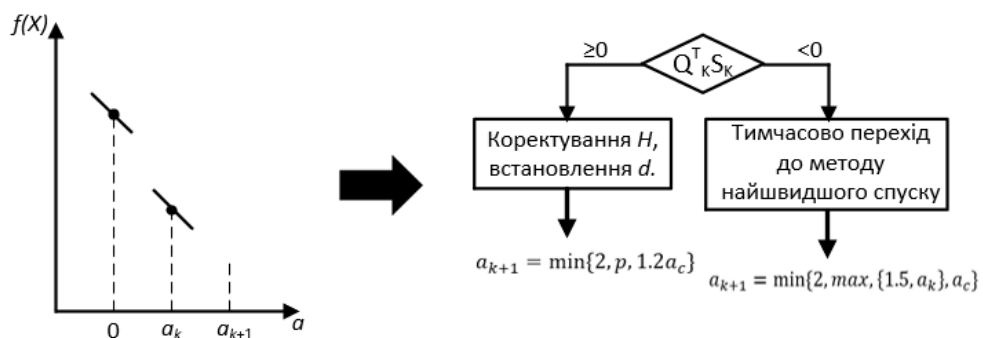 f(X)
0
a_k
a_{k+1}
a
≥0
<0
Q^T_K S_K
Коректування H,
встановлення d.
Тимчасово перехід
до методу
найшвидшого спуску
a_{k+1} = min{2, p, 1.2a_c}
a_{k+1} = min{2, max, {1.5, a_k}, a_c}